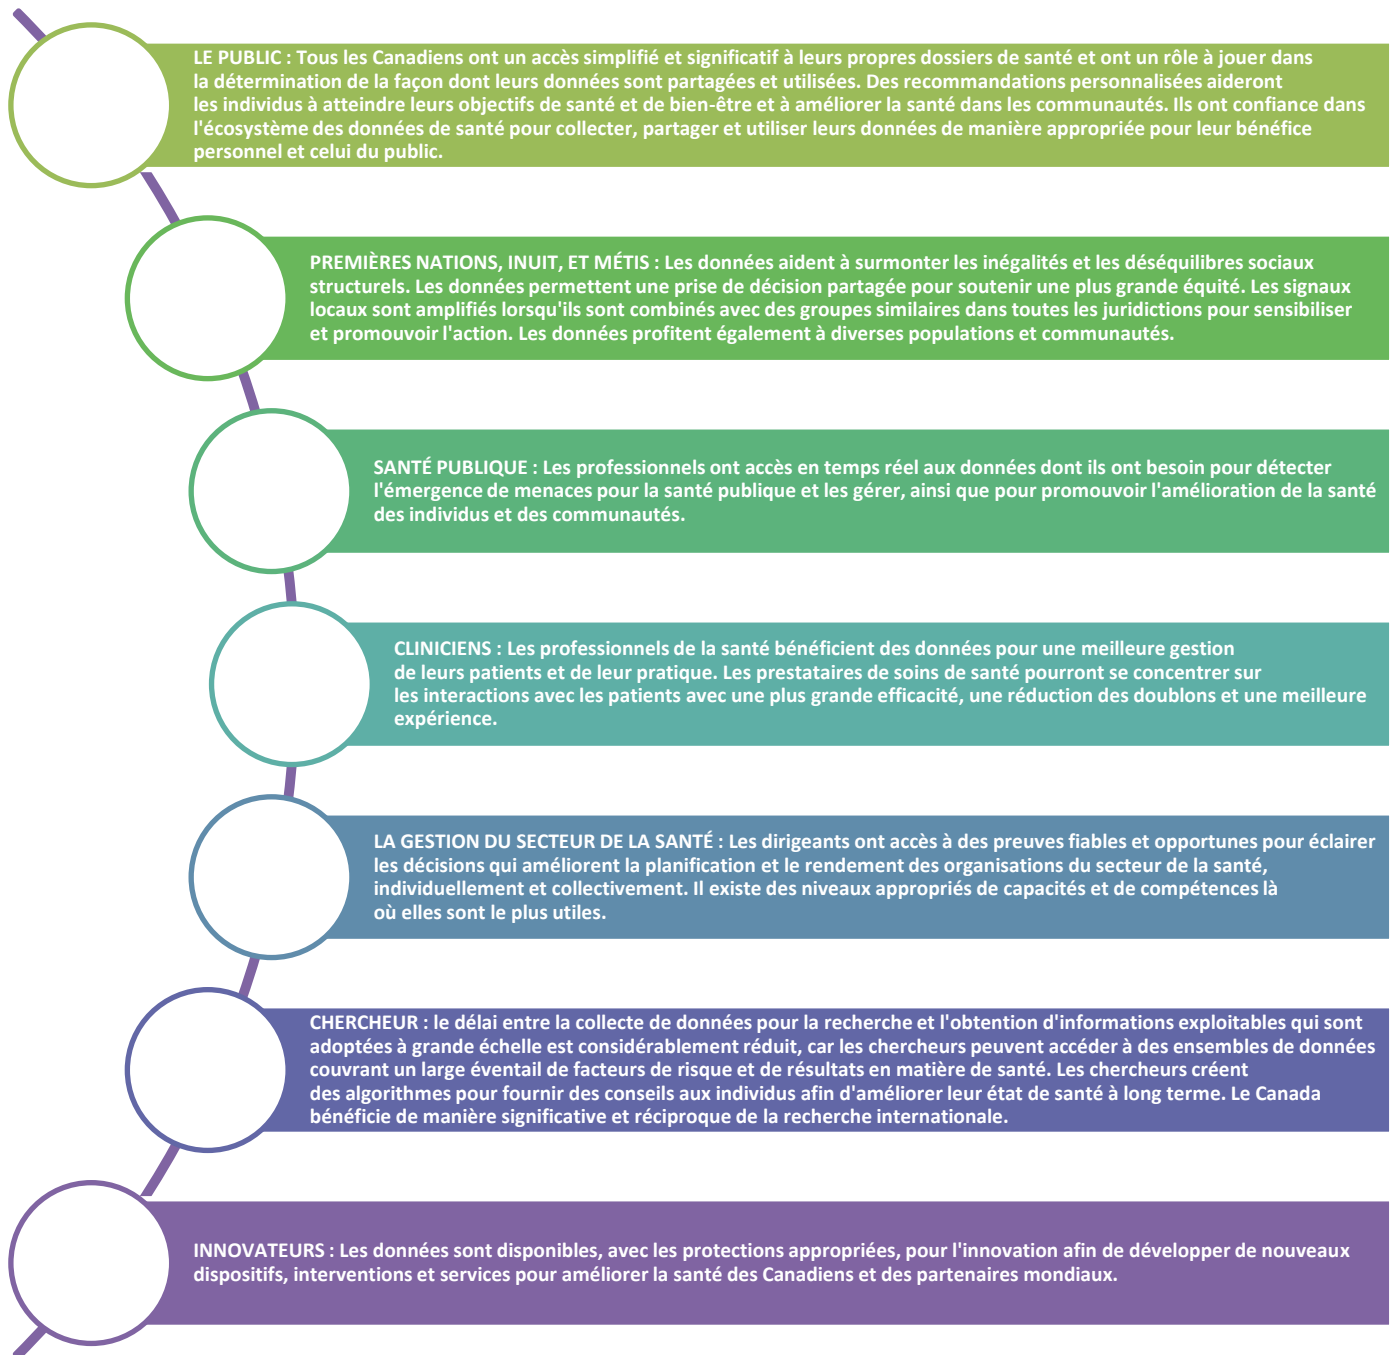 LE PUBLIC : Tous les Canadiens ont un accès simplifié et significatif à leurs propres dossiers de santé et ont un rôle à jouer dans
la détermination de la façon dont leurs données sont partagées et utilisées. Des recommandations personnalisées aideront
les individus à atteindre leurs objectifs de santé et de bien-être et à améliorer la santé dans les communautés. Ils ont confiance dans
l'écosystème des données de santé pour collecter, partager et utiliser leurs données de manière appropriée pour leur bénéfice
personnel et celui du public.
PREMIÈRES NATIONS, INUIT, ET MÉTIS : Les données aident à surmonter les inégalités et les déséquilibres sociaux
structurels. Les données permettent une prise de décision partagée pour soutenir une plus grande équité. Les signaux
locaux sont amplifiés lorsqu'ils sont combinés avec des groupes similaires dans toutes les juridictions pour sensibiliser
et promouvoir l'action. Les données profitent également à diverses populations et communautés.
SANTÉ PUBLIQUE : Les professionnels ont accès en temps réel aux données dont ils ont besoin pour détecter
l'émergence de menaces pour la santé publique et les gérer, ainsi que pour promouvoir l'amélioration de la santé
des individus et des communautés.
CLINICIENS : Les professionnels de la santé bénéficient des données pour une meilleure gestion
de leurs patients et de leur pratique. Les prestataires de soins de santé pourront se concentrer sur
les interactions avec les patients avec une plus grande efficacité, une réduction des doublons et une meilleure
expérience.
LA GESTION DU SECTEUR DE LA SANTÉ : Les dirigeants ont accès à des preuves fiables et opportunes pour éclairer
les décisions qui améliorent la planification et le rendement des organisations du secteur de la santé,
individuellement et collectivement. Il existe des niveaux appropriés de capacités et de compétences là
où elles sont le plus utiles.
CHERCHEUR : le délai entre la collecte de données pour la recherche et l'obtention d'informations exploitables qui sont
adoptées à grande échelle est considérablement réduit, car les chercheurs peuvent accéder à des ensembles de données
couvrant un large éventail de facteurs de risque et de résultats en matière de santé. Les chercheurs créent
des algorithmes pour fournir des conseils aux individus afin d'améliorer leur état de santé à long terme. Le Canada
bénéficie de manière significative et réciproque de la recherche internationale.
INNOVATEURS : Les données sont disponibles, avec les protections appropriées, pour l'innovation afin de développer de nouveaux
dispositifs, interventions et services pour améliorer la santé des Canadiens et des partenaires mondiaux.